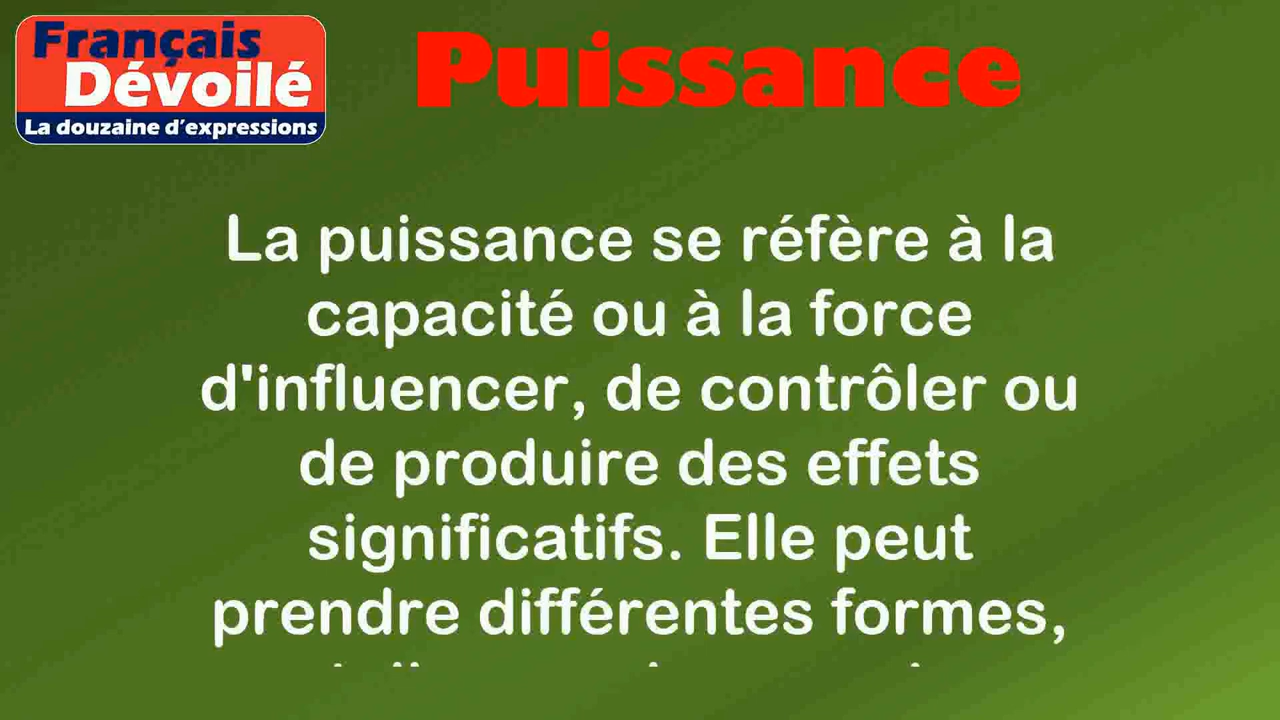 Français
Dévoilé
La douzaine d'expressions
Puissance
La puissance se réfère à la
capacité ou à la force
d'influencer, de contrôler ou
de produire des effets
significatifs. Elle peut
prendre différentes formes,